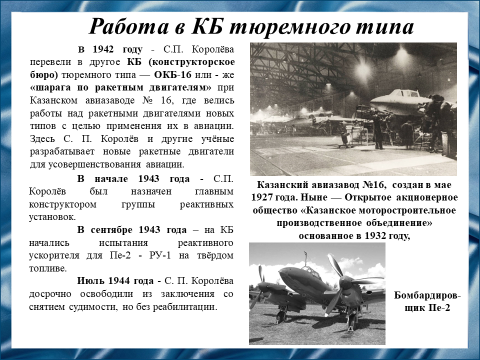 Работа в КБ тюремного типа
В 1942 году - С.П. Королёва
перевели в другое КБ (конструкторское
бюро) тюремного типа — ОКБ-16 или - же
«шарага по ракетным двигателям» при
Казанском авиазаводе № 16, где велись
работы над ракетными двигателями новых
типов с целью применения их в авиации.
Здесь С. П. Королёв и другие учёные
разрабатывает новые ракетные двигатели
для усовершенствования авиации.
В начале 1943 года - С.П.
Королёв был назначен главным
конструктором группы реактивных
установок.
В сентябре 1943 года – на КБ
начались испытания реактивного
ускорителя для Пе-2 - РУ-1 на твёрдом
топливе.
Июль 1944 года - С. П. Королёва
досрочно освободили из заключения со
снятием судимости, но без реабилитации.
Казанский авиазавод №16, создан в мае
1927 года. Ныне — Открытое акционерное
общество «Казанское моторостроительное
производственное объединение»
основанное в 1932 году,
Бомбардиров-
щик Пе-2